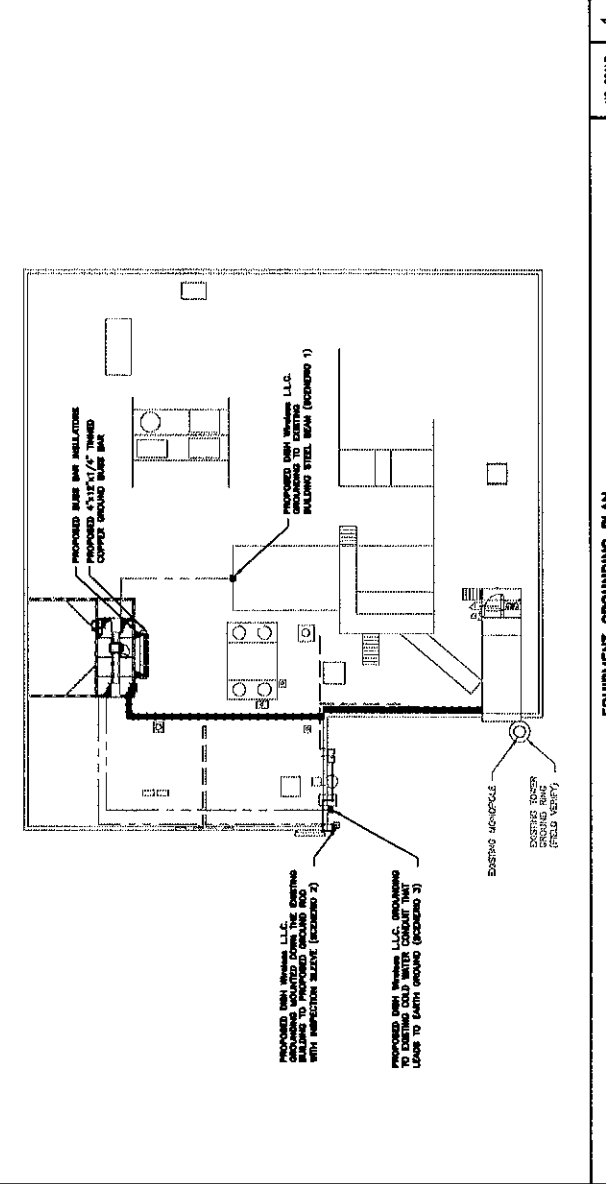 PROPOSED BUSS BAR INSULATORS
PROPOSED 4"x12"x1/4" TINNED
COPPER GROUND BUSS BAR
PROPOSED DISH Wireless L.L.C.
GROUNDING TO EXISTING
BUILDING STEEL BEAM (SCENERIO 1)
PROPOSED DISH Wireless L.L.C.
GROUNDING MOUNTED DOWN THE EXISTING
BUILDING TO PROPOSED GROUND ROD
WITH INSPECTION SLEEVE (SCENERIO 2)
PROPOSED DISH Wireless L.L.C. GROUNDING
TO EXISTING COLD WATER CONDUIT THAT
LEADS TO EARTH GROUND (SCENERIO 3)
EXISTING MONOPOLE
EXISTING TOWER
GROUND RING
(FIELD VERIFY)
EQUIPMENT GROUNDING PLAN
NO SCALE